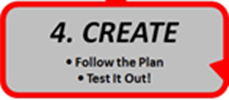 4. CREATE
• Follow the Plan
• Test It Out!